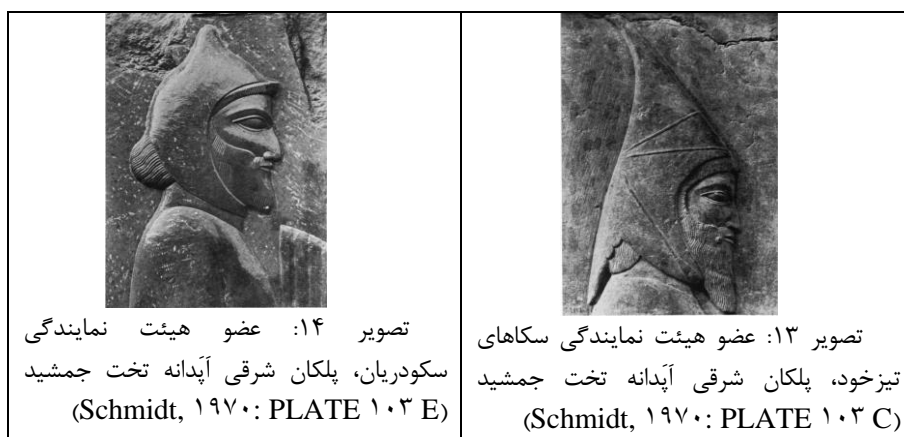 تصویر ۱۳: عضو هیئت نمایندگی سکاهای
تیزخود، پلکان شرقی آپَدانه تخت جمشید
(Schmidt, ۱۹۷۰: PLATE ۱۰۳ C)
تصویر ۱۴: عضو هیئت نمایندگی
سکودریان، پلکان شرقی آپَدانه تخت جمشید
(Schmidt, ۱۹۷۰: PLATE ۱۰۳ E)